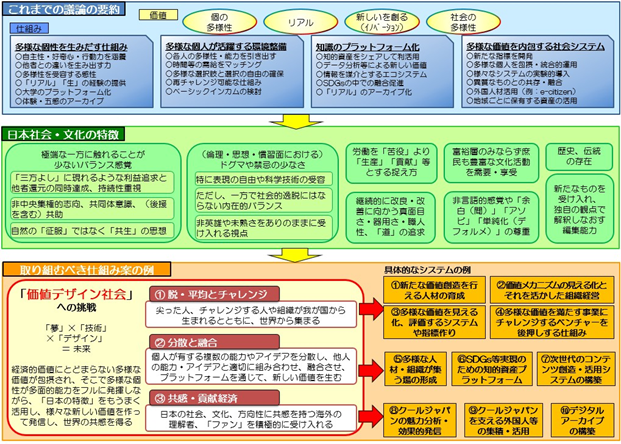 これまでの議論の要約
価値
個の
多様性
リアル
新しいを創る
(イノベーション)
社会の
多様性
仕組み
多様な個性を生みだす仕組み
○自主性・好奇心・行動力を涵養
○他者との違いを生み出す力
○多様性を受容する感性
○「リアル」「生」の経験の提供
○大学のプラットフォーム化
○体験・五感のアーカイブ
多様な個人が活躍する環境整備
○各人の多様性・能力を引き出す
○時間等の需給をマッチング
○多様な選択肢と選択の自由の確保
○再チャレンジ可能な仕組み
○ベーシックインカムの検討
知識のプラットフォーム化
○知的資産をシェアして利活用
○データ分析等による新しい価値
○情報を媒介とするエコシステム
○SDGsの中での融合促進
○「リアル」のアーカイブ化
多様な価値を内包する社会システム
○新たな指標を開発
○多様な個人を包摂・統合的運用
○様々なシステムの実験的導入
○異質なものとの共存・融合
○外国人材活用（例：e-citizen）
○地域ごとに保有する資産の活用
日本社会・文化の特徴
極端な一方に触れることが
少ないバランス感覚
「三方よし」に現れるような利益追求と
他者還元の同時達成、持続性重視
非中央集権的志向、共同体意識、（後援
を含む）共助
自然の「征服」ではなく「共生」の思想
（倫理・思想・慣習面における）
ドグマや禁忌の少なさ
特に表現の自由や科学技術の受容
ただし、一方で社会的逸脱にはならな
い内在的バランス
非英雄や未熟さをありのままに受
け入れる視点
労働を「苦役」より
「生産」「貢献」等
とする捉え方
継続的に改良・改
善に向かう真面目
さ・器用さ・職人
性、「道」の追求
富裕層のみならず庶
民も豊富な文化活動
を需要・享受
非言語的感覚や「余
白（間）」「アソ
ビ」「単純化（デ
フォルメ）」の尊重
歴史、伝統
の存在
新たなものを
受け入れ、
独自の観点で
解釈しなおす
編集能力
取り組むべき仕組み案の例
「価値デザイン社会」
への挑戦
「夢」×「技術」
×「デザイン」
＝未来
経済的価値にとどまらない多様な
価値が包摂され、そこで多様な個
性が多面的能力をフルに発揮しな
がら、「日本の特徴」をもうまく
活用し、様々な新しい価値を作っ
て発信し、世界の共感を得る
① 脱・平均とチャレンジ
尖った人、チャレンジする人や組織が我が国から
生まれるとともに、世界から集まる
② 分散と融合
個人が有する複数の能力やアイデアを分散し、他人
の能力・アイデアと適切に組み合わせ、融合させ、
プラットフォームを通じて、新しい価値を生む
③ 共感・貢献経済
日本の社会、文化、方向性に共感を持つ海外の
理解者、「ファン」を積極的に受け入れる
具体的なシステムの例
①新たな価値創造を行
える人材の育成
②価値メカニズムの見える化と
それを活かした組織経営
③多様な価値を見える
化、評価するシステム
や指標作り
④多様な価値を満たす事業に
チャレンジするベンチャーを
後押しする仕組み
⑤多様な人
材・組織が集
う場の形成
⑥SDGs等実現の
ための知的資産プ
ラットフォーム
⑦次世代のコンテ
ンツ創造・活用シ
ステムの構築
⑧クールジャパン
の魅力分析・
効果的発信
⑨クールジャパンを
支える外国人等
の集積・活用
⑩デジタル
アーカイブ
の構築